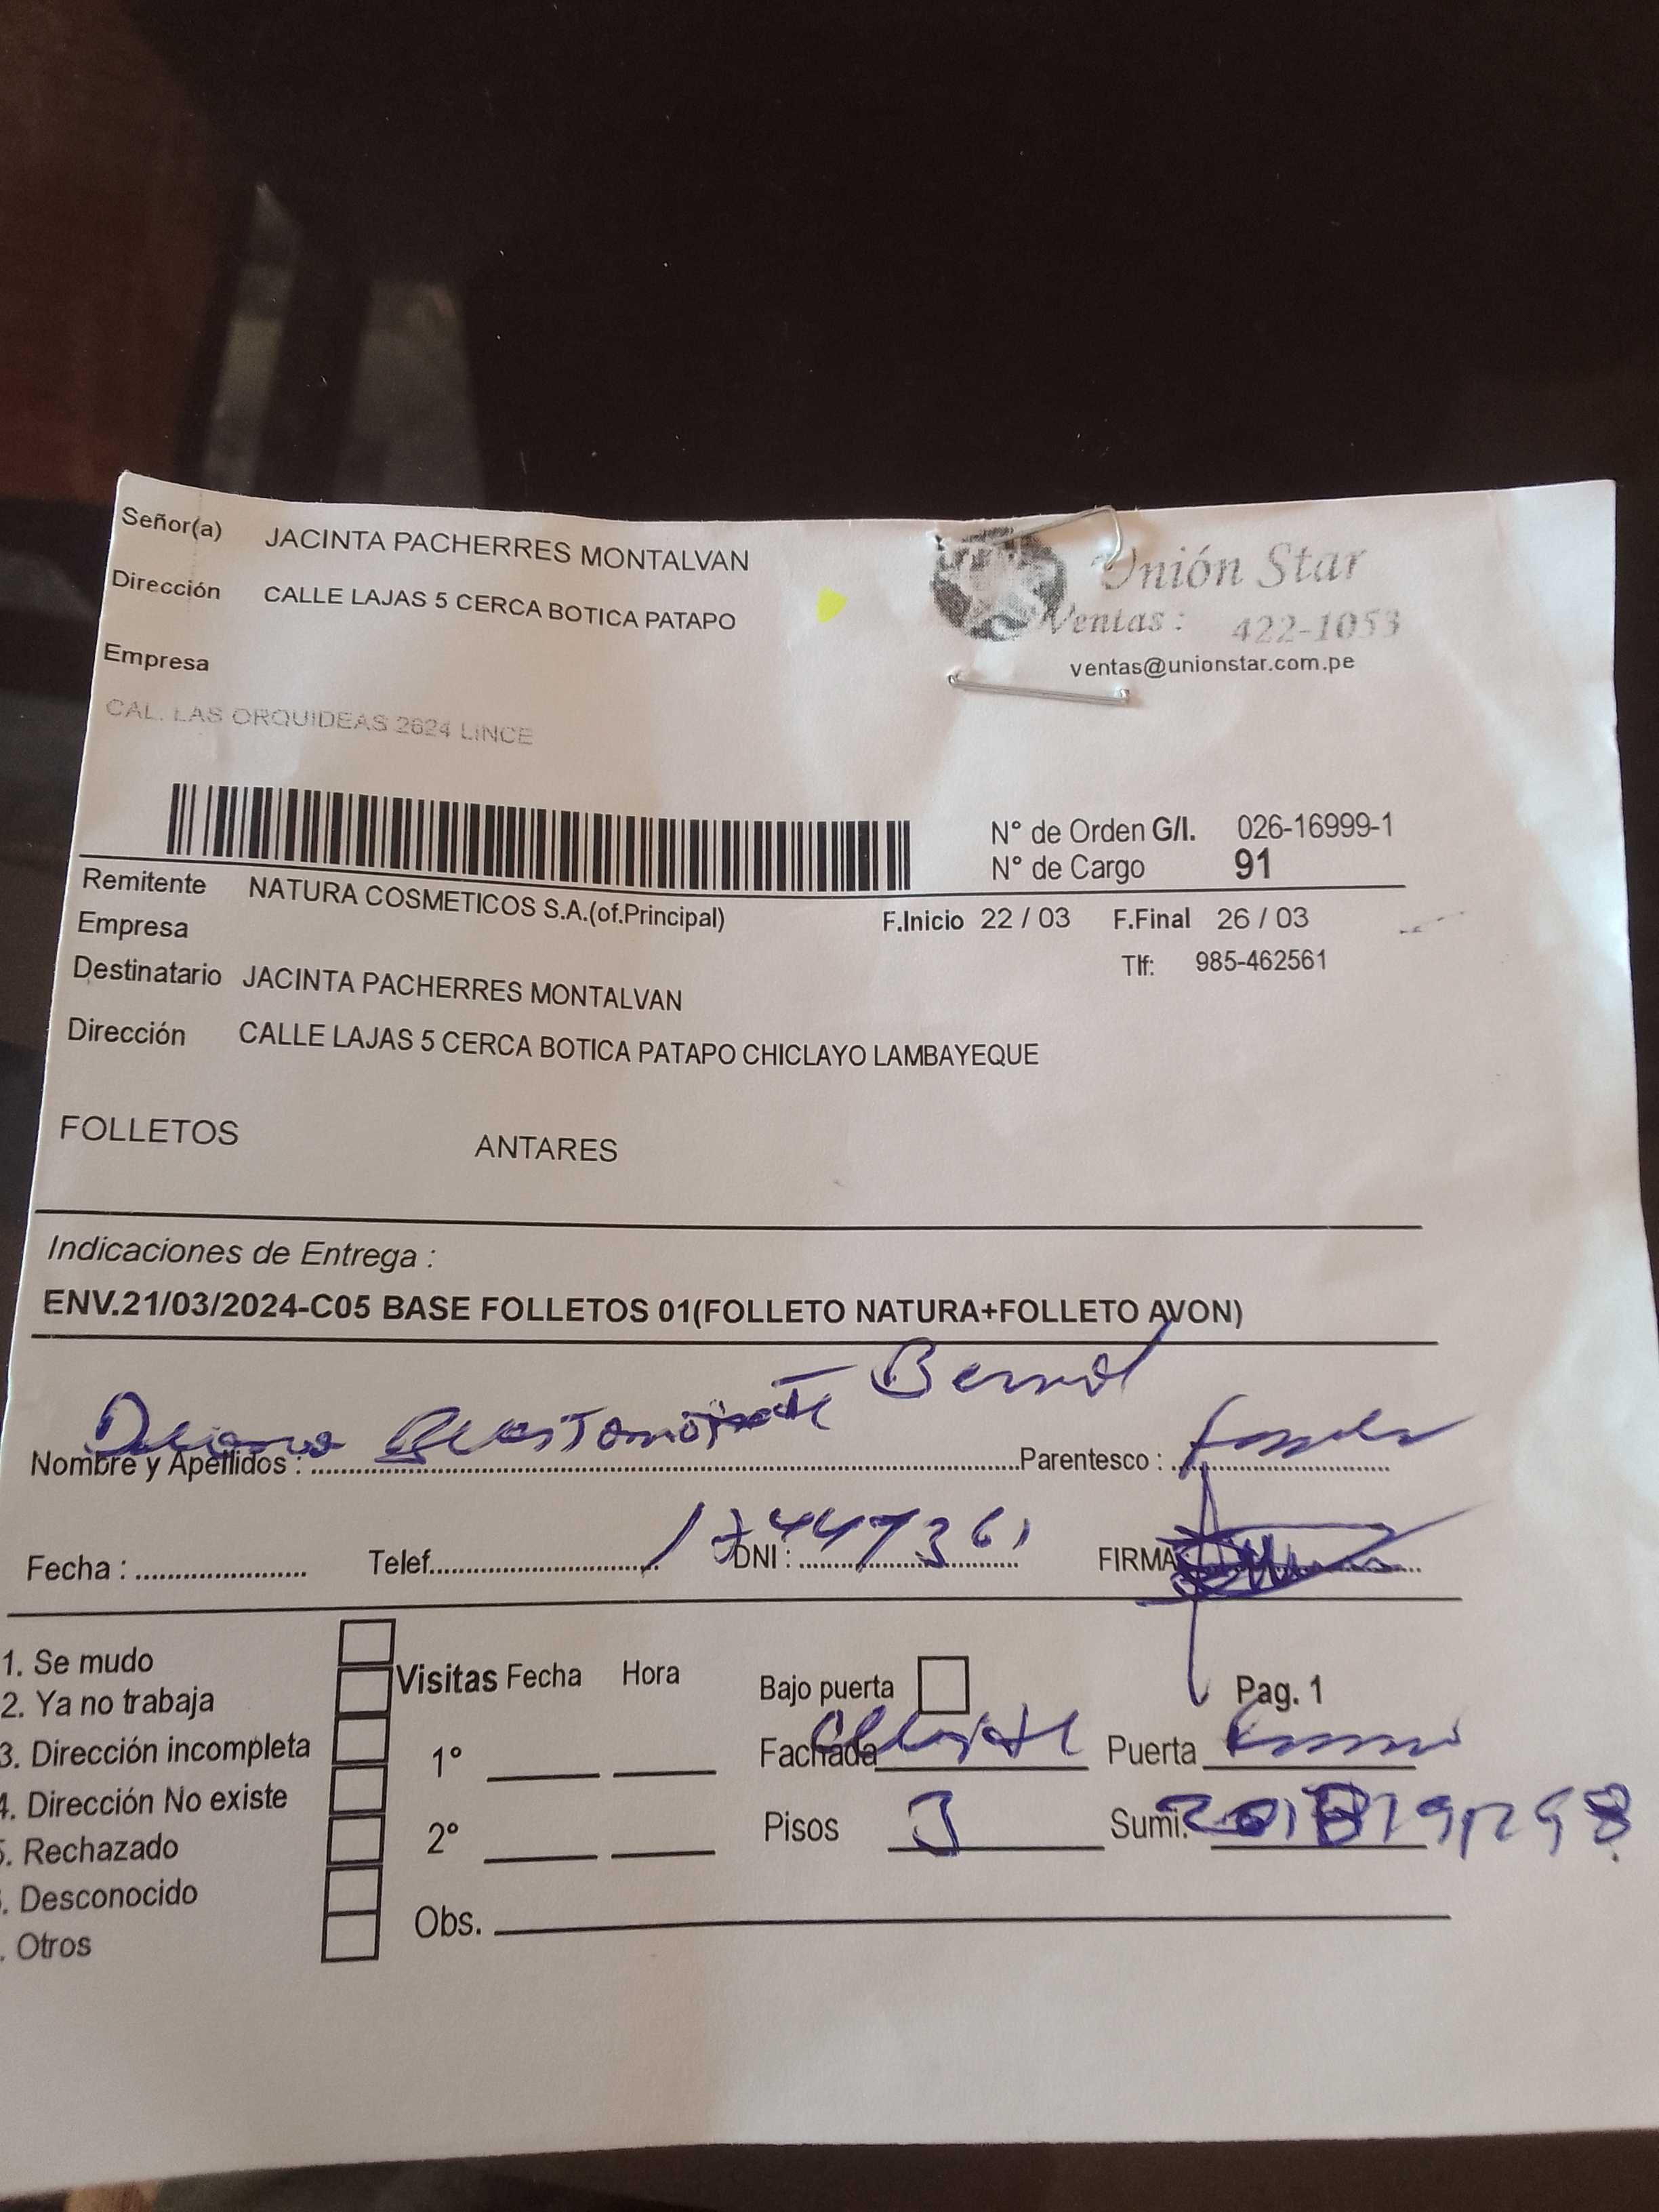 Señor(a) JACINTA PACHERRES MONTALVAN
Dirección CALLE LAJAS 5 CERCA BOTICA PATAPO
Empresa
Unión Star
Ventas : 422-1053
ventas@unionstar.com.pe
CAL. LAS ORQUIDEAS 2624 LINCE
N° de Orden G/I. 026-16999-1
N° de Cargo 91
Remitente NATURA COSMETICOS S.A.(of.Principal)
Empresa
F.Inicio 22 / 03 F.Final 26 / 03
Tlf: 985-462561
Destinatario JACINTA PACHERRES MONTALVAN
Dirección CALLE LAJAS 5 CERCA BOTICA PATAPO CHICLAYO LAMBAYEQUE
FOLLETOS ANTARES
Indicaciones de Entrega :
ENV.21/03/2024-C05 BASE FOLLETOS 01(FOLLETO NATURA+FOLLETO AVON)
Nombre y Apellidos : Bernal Parentesco :
Fecha : Telef. DNI : 17447361 FIRMA
1. Se mudo
2. Ya no trabaja
3. Dirección incompleta
4. Dirección No existe
5. Rechazado
. Desconocido
. Otros
Visitas Fecha Hora
1°
2°
Obs.
Bajo puerta Pag. 1
Fachada Puerta
Pisos 3 Sumi.